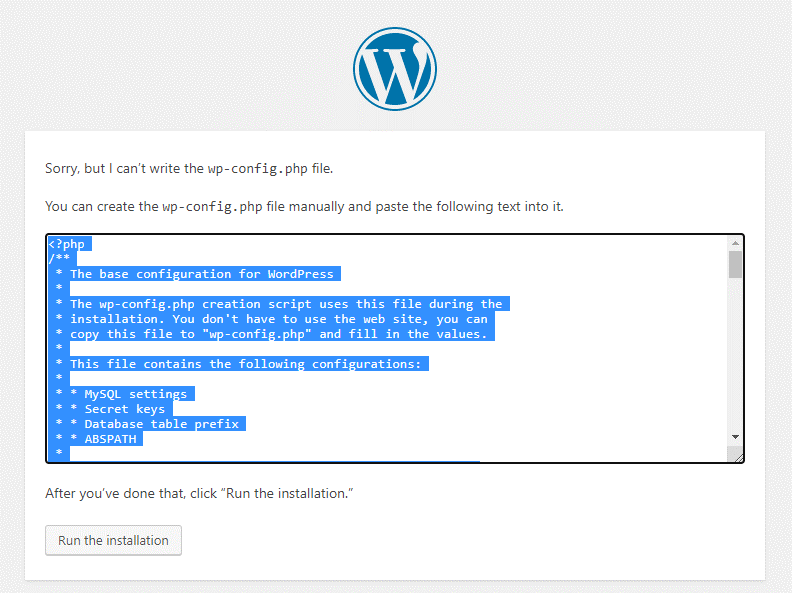 Sorry, but I can’t write the wp-config.php file.
You can create the wp-config.php file manually and paste the following text into it.
<?php
/**
 * The base configuration for WordPress
 *
 * The wp-config.php creation script uses this file during the
 * installation. You don't have to use the web site, you can
 * copy this file to "wp-config.php" and fill in the values.
 *
 * This file contains the following configurations:
 *
 * * MySQL settings
 * * Secret keys
 * * Database table prefix
 * * ABSPATH
 *
After you’ve done that, click “Run the installation.”
Run the installation